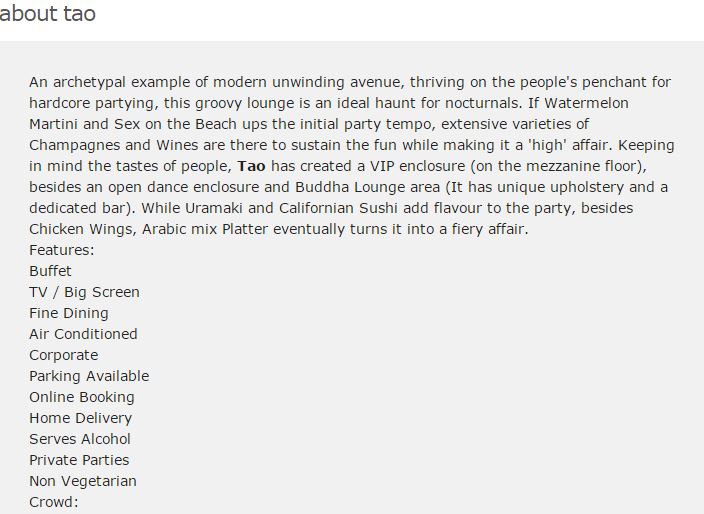 about tao
An archetypal example of modern unwinding avenue, thriving on the people's penchant for
hardcore partying, this groovy lounge is an ideal haunt for nocturnals. If Watermelon
Martini and Sex on the Beach ups the initial party tempo, extensive varieties of
Champagnes and Wines are there to sustain the fun while making it a 'high' affair. Keeping
in mind the tastes of people, Tao has created a VIP enclosure (on the mezzanine floor),
besides an open dance enclosure and Buddha Lounge area (It has unique upholstery and a
dedicated bar). While Uramaki and Californian Sushi add flavour to the party, besides
Chicken Wings, Arabic mix Platter eventually turns it into a fiery affair.
Features:
Buffet
TV / Big Screen
Fine Dining
Air Conditioned
Corporate
Parking Available
Online Booking
Home Delivery
Serves Alcohol
Private Parties
Non Vegetarian
Crowd: